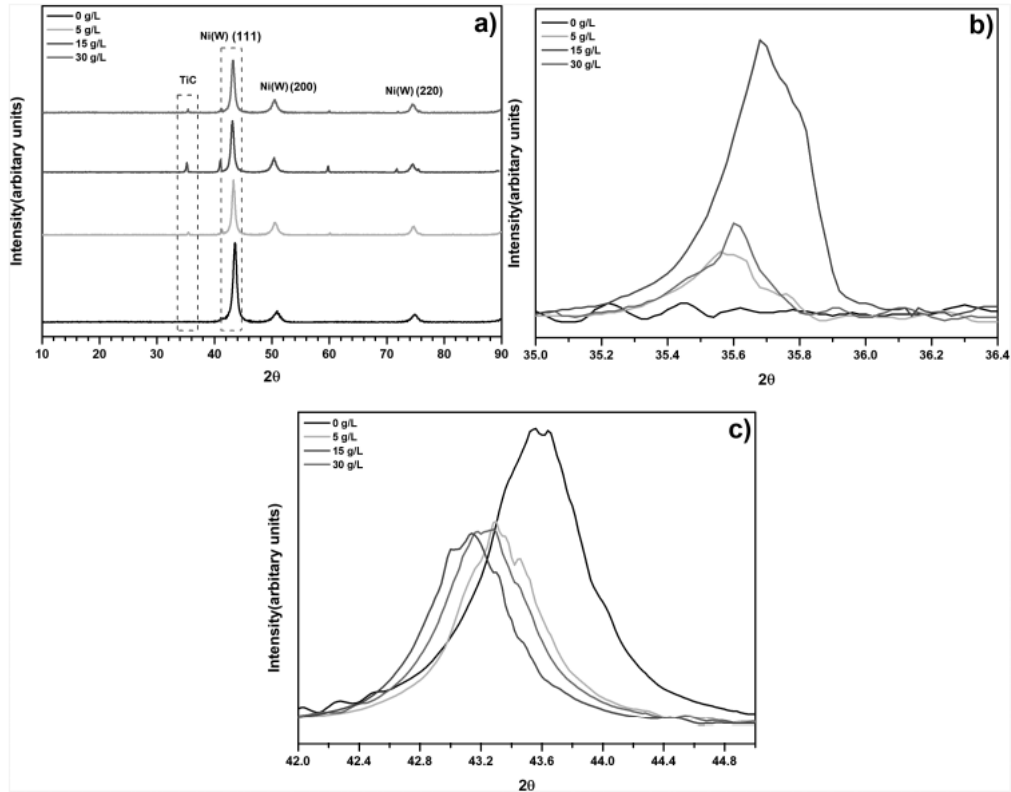 a)
0 g/L
5 g/L
15 g/L
30 g/L
Ni(W) (111)
TiC
Ni(W) (200)
Ni(W) (220)
Intensity(arbitary units)
10 20 30 40 50 60 70 80 90
2θ
b)
0 g/L
5 g/L
15 g/L
30 g/L
Intensity(arbitary units)
35.0 35.2 35.4 35.6 35.8 36.0 36.2 36.4
2θ
c)
0 g/L
5 g/L
15 g/L
30 g/L
Intensity(arbitary units)
42.0 42.4 42.8 43.2 43.6 44.0 44.4 44.8
2θ